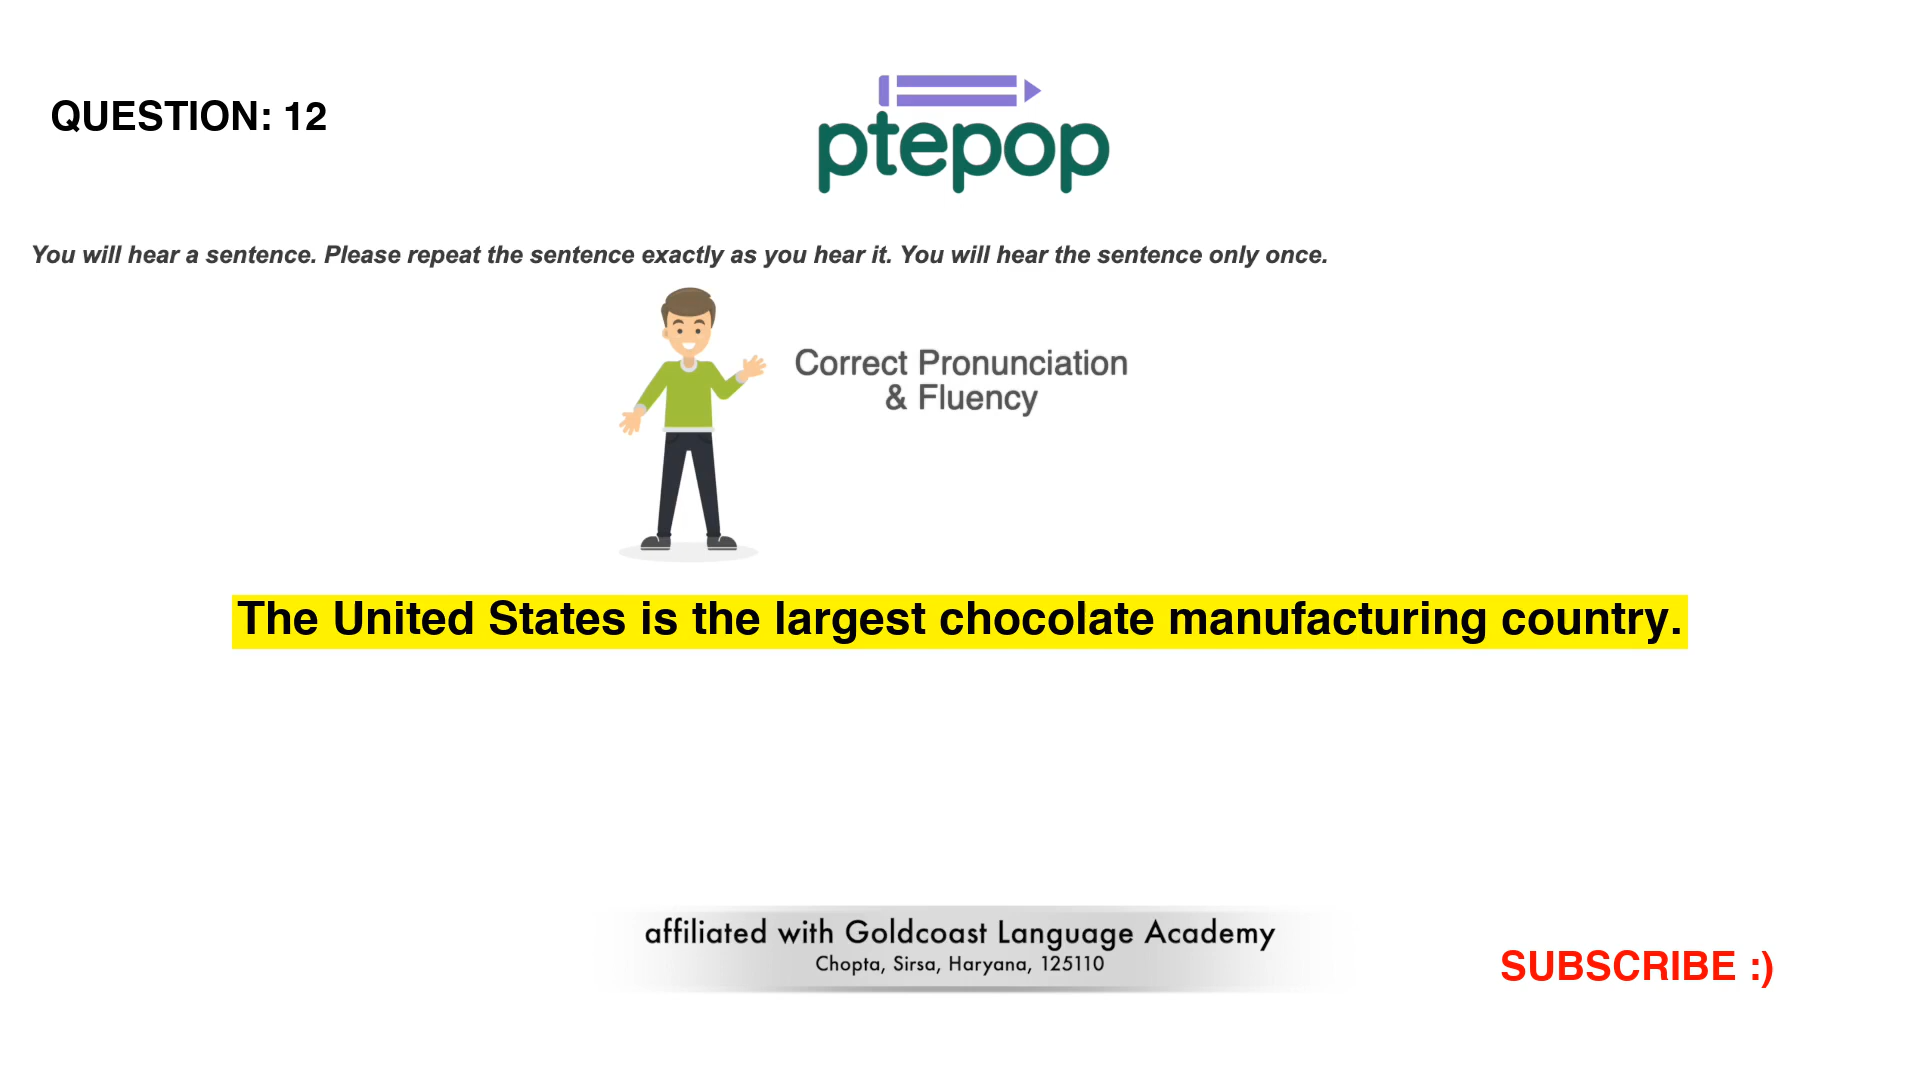 QUESTION: 12
ptepop
You will hear a sentence. Please repeat the sentence exactly as you hear it. You will hear the sentence only once.
Correct Pronunciation
& Fluency
The United States is the largest chocolate manufacturing country.
affiliated with Goldcoast Language Academy
Chopta, Sirsa, Haryana, 125110
SUBSCRIBE :)